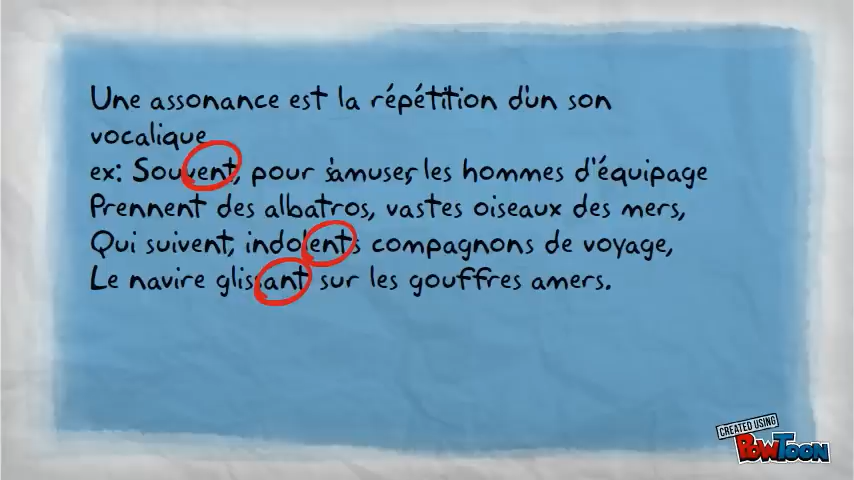 Une assonance est la répétition d'un son
vocalique
ex: Souvent, pour s'amuser, les hommes d'équipage
Prennent des albatros, vastes oiseaux des mers,
Qui suivent, indolents compagnons de voyage,
Le navire glissant sur les gouffres amers.
CREATED USING
POWTOON